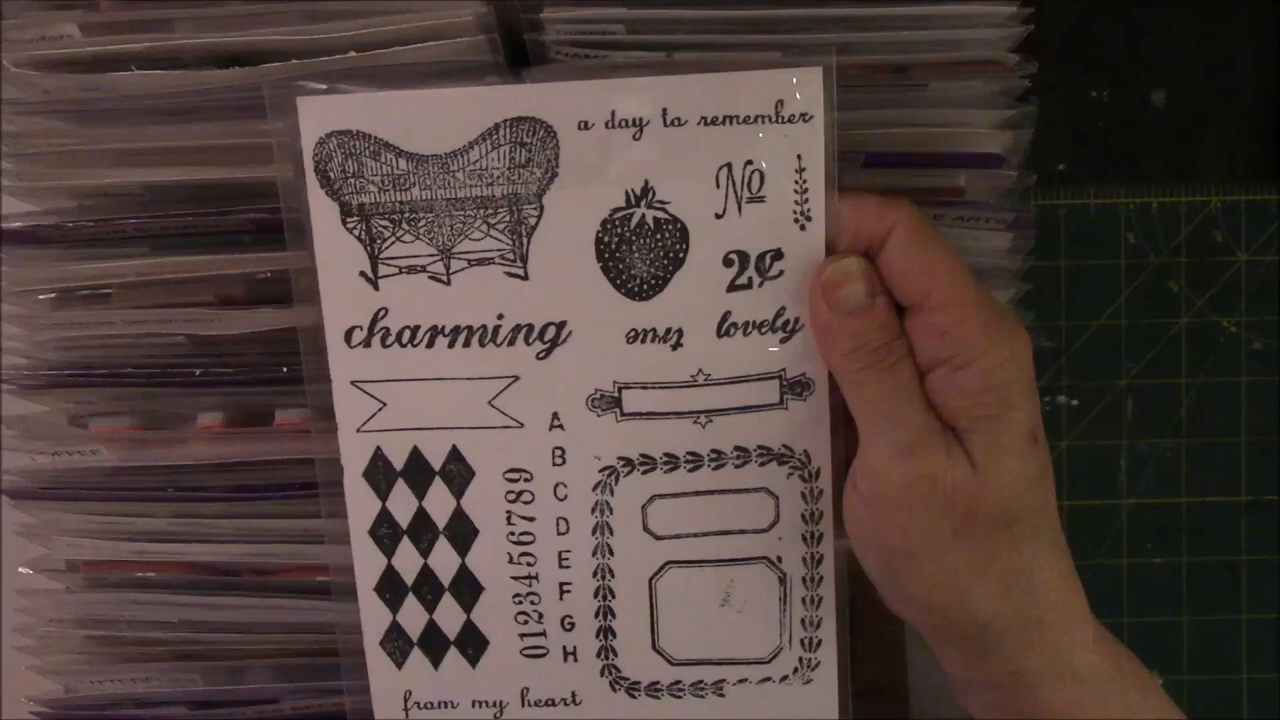 a day to remember
No
2¢
charming
true
lovely
A
B
C
D
E
F
G
H
0123456789
from my heart